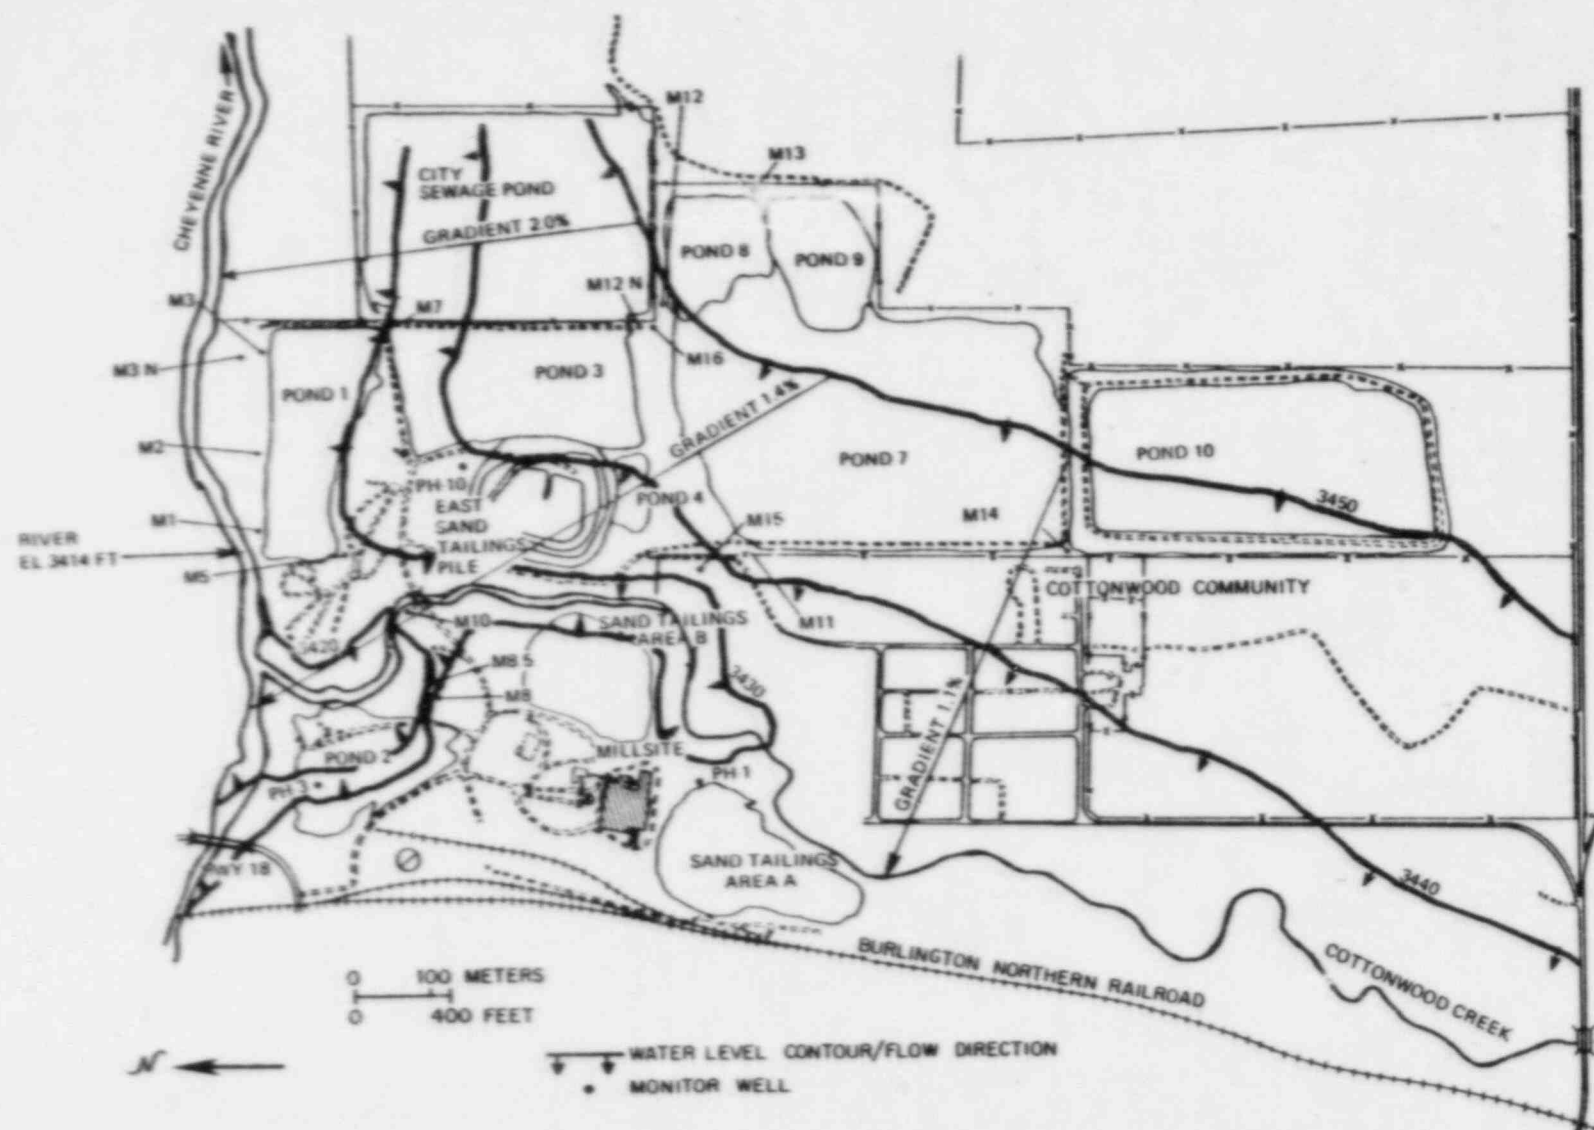 M12
M13
CHEYENNE RIVER
CITY
SEWAGE POND
GRADIENT 2.0%
POND 8
POND 9
M3
M7
M12 N
M16
M3 N
POND 1
POND 3
GRADIENT 1.4%
M2
POND 7
POND 10
PH-10
POND 4
3450
EAST
SAND
TAILINGS
PILE
M1
M15
M14
RIVER
EL 3414 FT
M5
COTTONWOOD COMMUNITY
M10
SAND TAILINGS
AREA B
M11
3420
M8.5
M8
3430
GRADIENT 1.1%
POND 2
MILLSITE
PH-3
PH-1
HWY 18
SAND TAILINGS
AREA A
3440
BURLINGTON NORTHERN RAILROAD
COTTONWOOD CREEK
0 100 METERS
0 400 FEET
N
WATER LEVEL CONTOUR/FLOW DIRECTION
MONITOR WELL